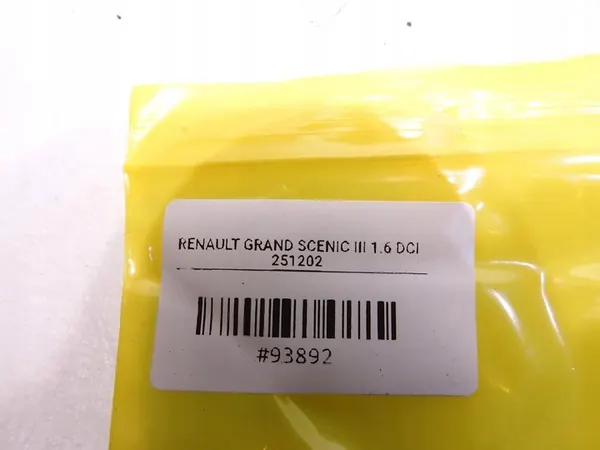 RENAULT GRAND SCENIC III 1.6 DCI
251202
#93892